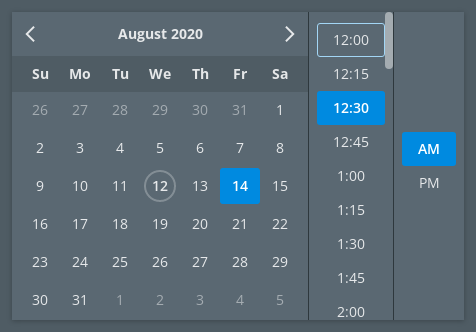 August 2020
Su Mo Tu We Th Fr Sa
26 27 28 29 30 31 1
2 3 4 5 6 7 8
9 10 11 12 13 14 15
16 17 18 19 20 21 22
23 24 25 26 27 28 29
30 31 1 2 3 4 5
12:00
12:15
12:30
12:45
1:00
1:15
1:30
1:45
2:00
AM
PM